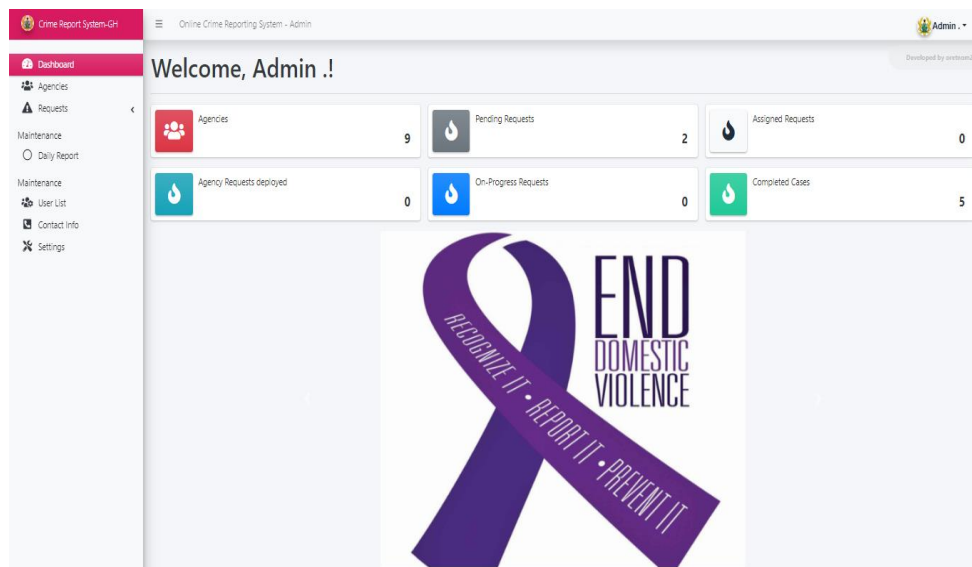 Crime Report System-GH
Online Crime Reporting System - Admin
Admin .
Dashboard
Agencies
Requests
Maintenance
Daily Report
Maintenance
User List
Contact Info
Settings
Welcome, Admin .!
Developed by
Agencies
9
Pending Requests
2
Assigned Requests
0
Agency Requests deployed
0
On-Progress Requests
0
Completed Cases
5
END
DOMESTIC
VIOLENCE
RECOGNIZE IT • REPORT IT • PREVENT IT